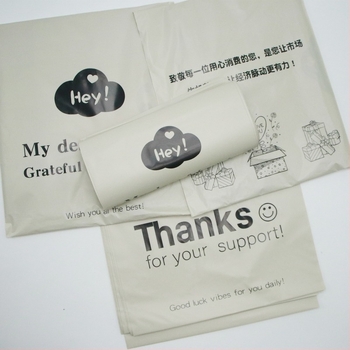 Hey!
My de
Grateful
Wish you all the best!
致敬每一位用心消费的您，是您让市场
让经济脉动更有力！
Hey!
Thanks
for your support!
Good luck vibes for you daily!